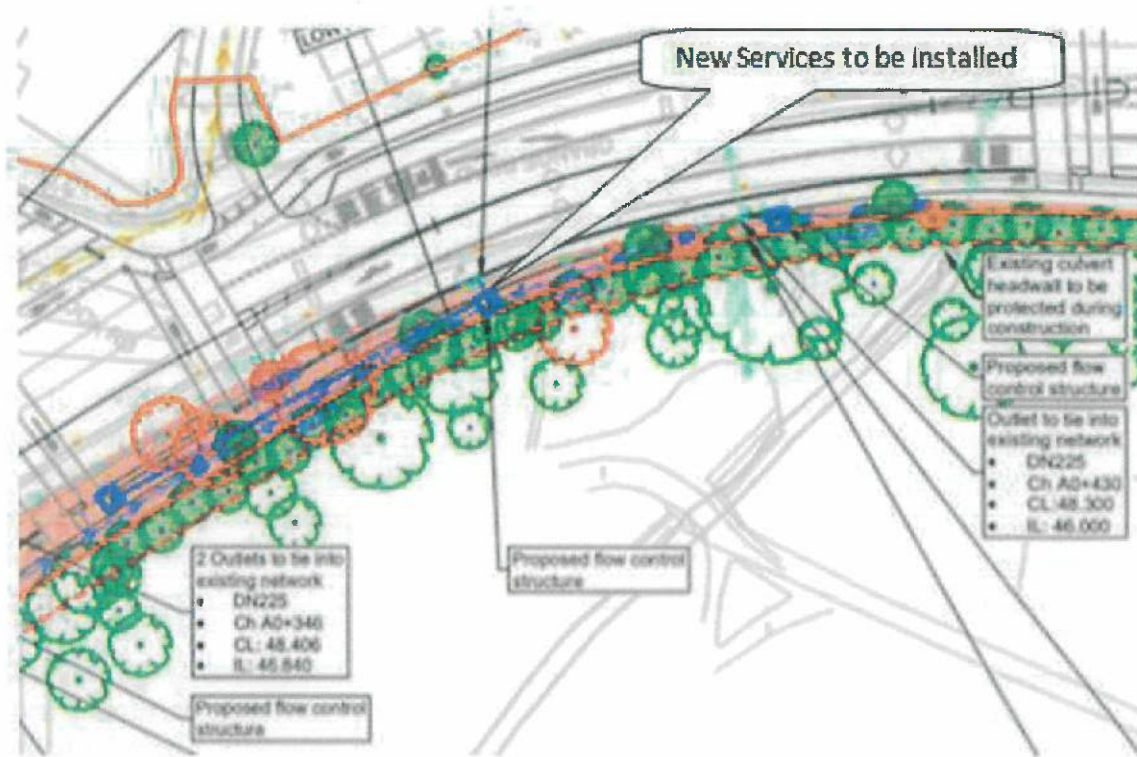 LOW
New Services to be Installed
Existing culvert
headwall to be
protected during
construction
Proposed flow
control structure
Outlet to tie into
existing network
• DN225
• Ch A0+430
• CL:48.300
• IL: 46.000
Proposed flow control
structure
2 Outlets to tie into
existing network
• DN225
• Ch A0+346
• CL: 48.406
• IL: 46.640
Proposed flow control
structure